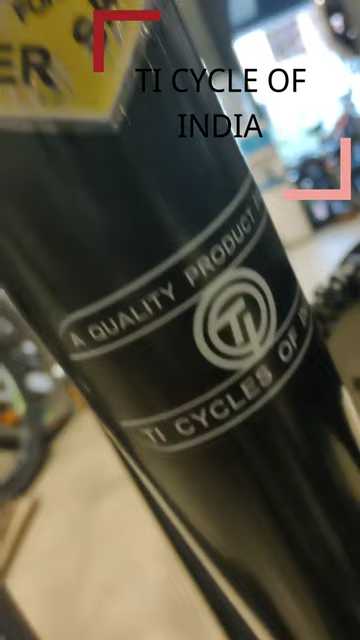 ER
TI CYCLE OF
INDIA
A QUALITY PRODUCT
TI
TI CYCLES OF